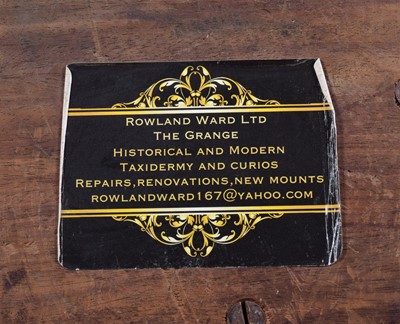 Rowland Ward Ltd
The Grange
Historical and Modern
Taxidermy and curios
Repairs,renovations,new mounts
rowlandward167@yahoo.com